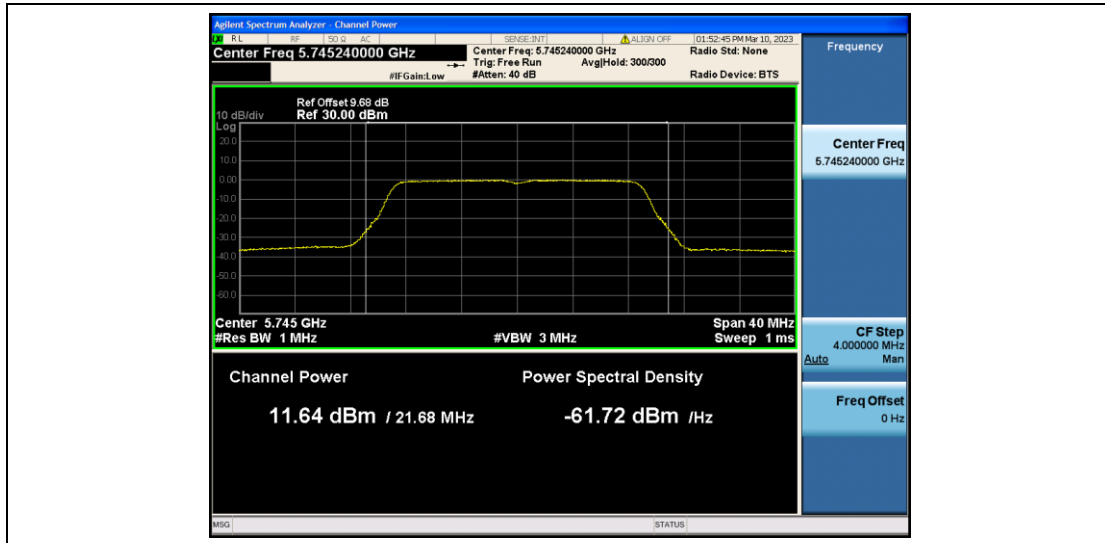 Agilent Spectrum Analyzer - Channel Power
RL RF 50 Ω AC SENSE:INT ALIGN OFF 01:52:45 PM Mar 10, 2023
Center Freq 5.745240000 GHz
Center Freq: 5.745240000 GHz
Radio Std: None
Trig: Free Run Avg|Hold: 300/300
#IFGain:Low
#Atten: 40 dB
Radio Device: BTS
Frequency
Ref Offset 9.68 dB
10 dB/div Ref 30.00 dBm
Log
20.0
10.0
0.00
-10.0
-20.0
-30.0
-40.0
-50.0
-60.0
Center Freq
5.745240000 GHz
Center 5.745 GHz
Span 40 MHz
#Res BW 1 MHz
#VBW 3 MHz
Sweep 1 ms
CF Step
4.000000 MHz
Auto Man
Channel Power
Power Spectral Density
11.64 dBm / 21.68 MHz
-61.72 dBm /Hz
Freq Offset
0 Hz
MSG
STATUS